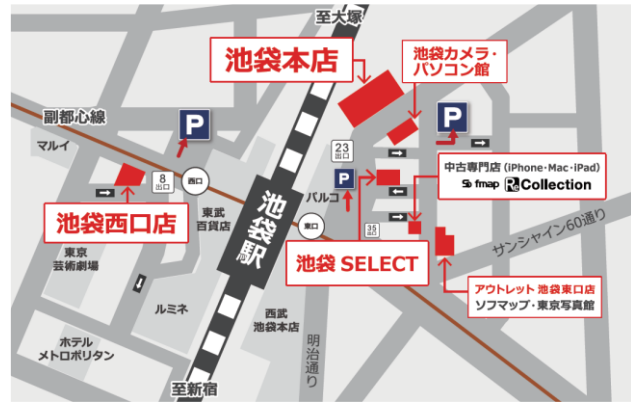 至大塚
池袋本店
池袋カメラ・
パソコン館
副都心線
P
P
マルイ
23
出口
8
出口
西口
中古専門店（iPhone・Mac・iPad）
Sofmap Re Collection
P
パルコ
池袋西口店
東武
百貨店
池袋駅
東口
35
出口
サンシャイン60通り
東京
芸術劇場
池袋 SELECT
アウトレット 池袋東口店
ソフマップ・東京写真館
ルミネ
西武
池袋本店
明治通り
ホテル
メトロポリタン
至新宿